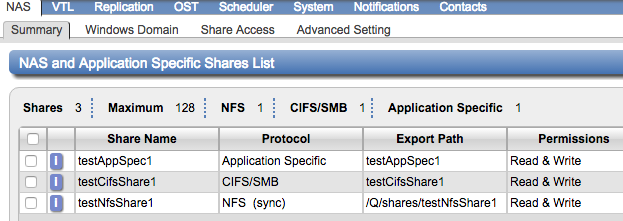 NAS VTL Replication OST Scheduler System Notifications Contacts
Summary Windows Domain Share Access Advanced Setting
NAS and Application Specific Shares List
Shares 3 Maximum 128 NFS 1 CIFS/SMB 1 Application Specific 1
Share Name Protocol Export Path Permissions
I testAppSpec1 Application Specific testAppSpec1 Read & Write
I testCifsShare1 CIFS/SMB testCifsShare1 Read & Write
I testNfsShare1 NFS (sync) /Q/shares/testNfsShare1 Read & Write